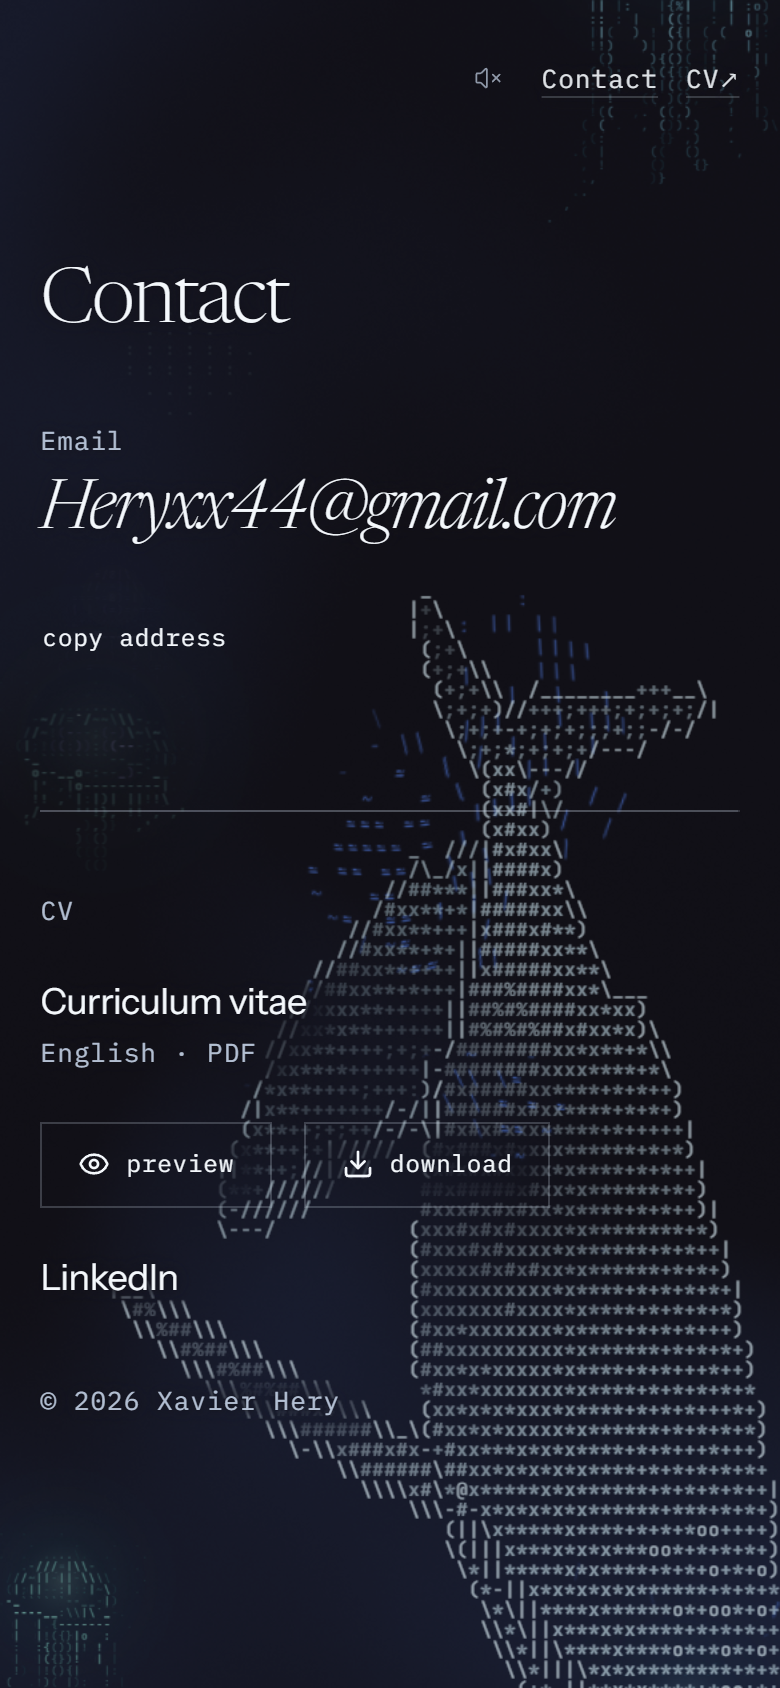 Contact CV↗
Contact
Email
Heryxx44@gmail.com
copy address
CV
Curriculum vitae
English · PDF
preview download
LinkedIn
© 2026 Xavier Hery